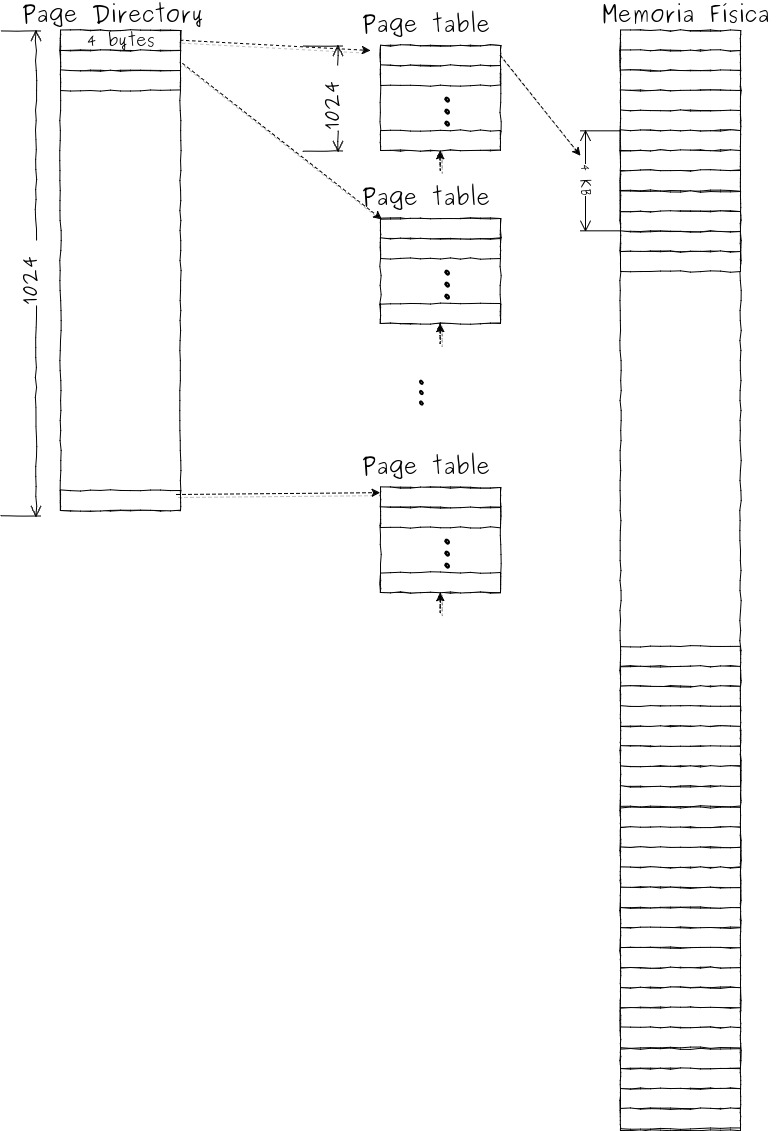 Page Directory
4 bytes
1024
Page table
1024
Page table
Page table
Memoria Física
4 KB